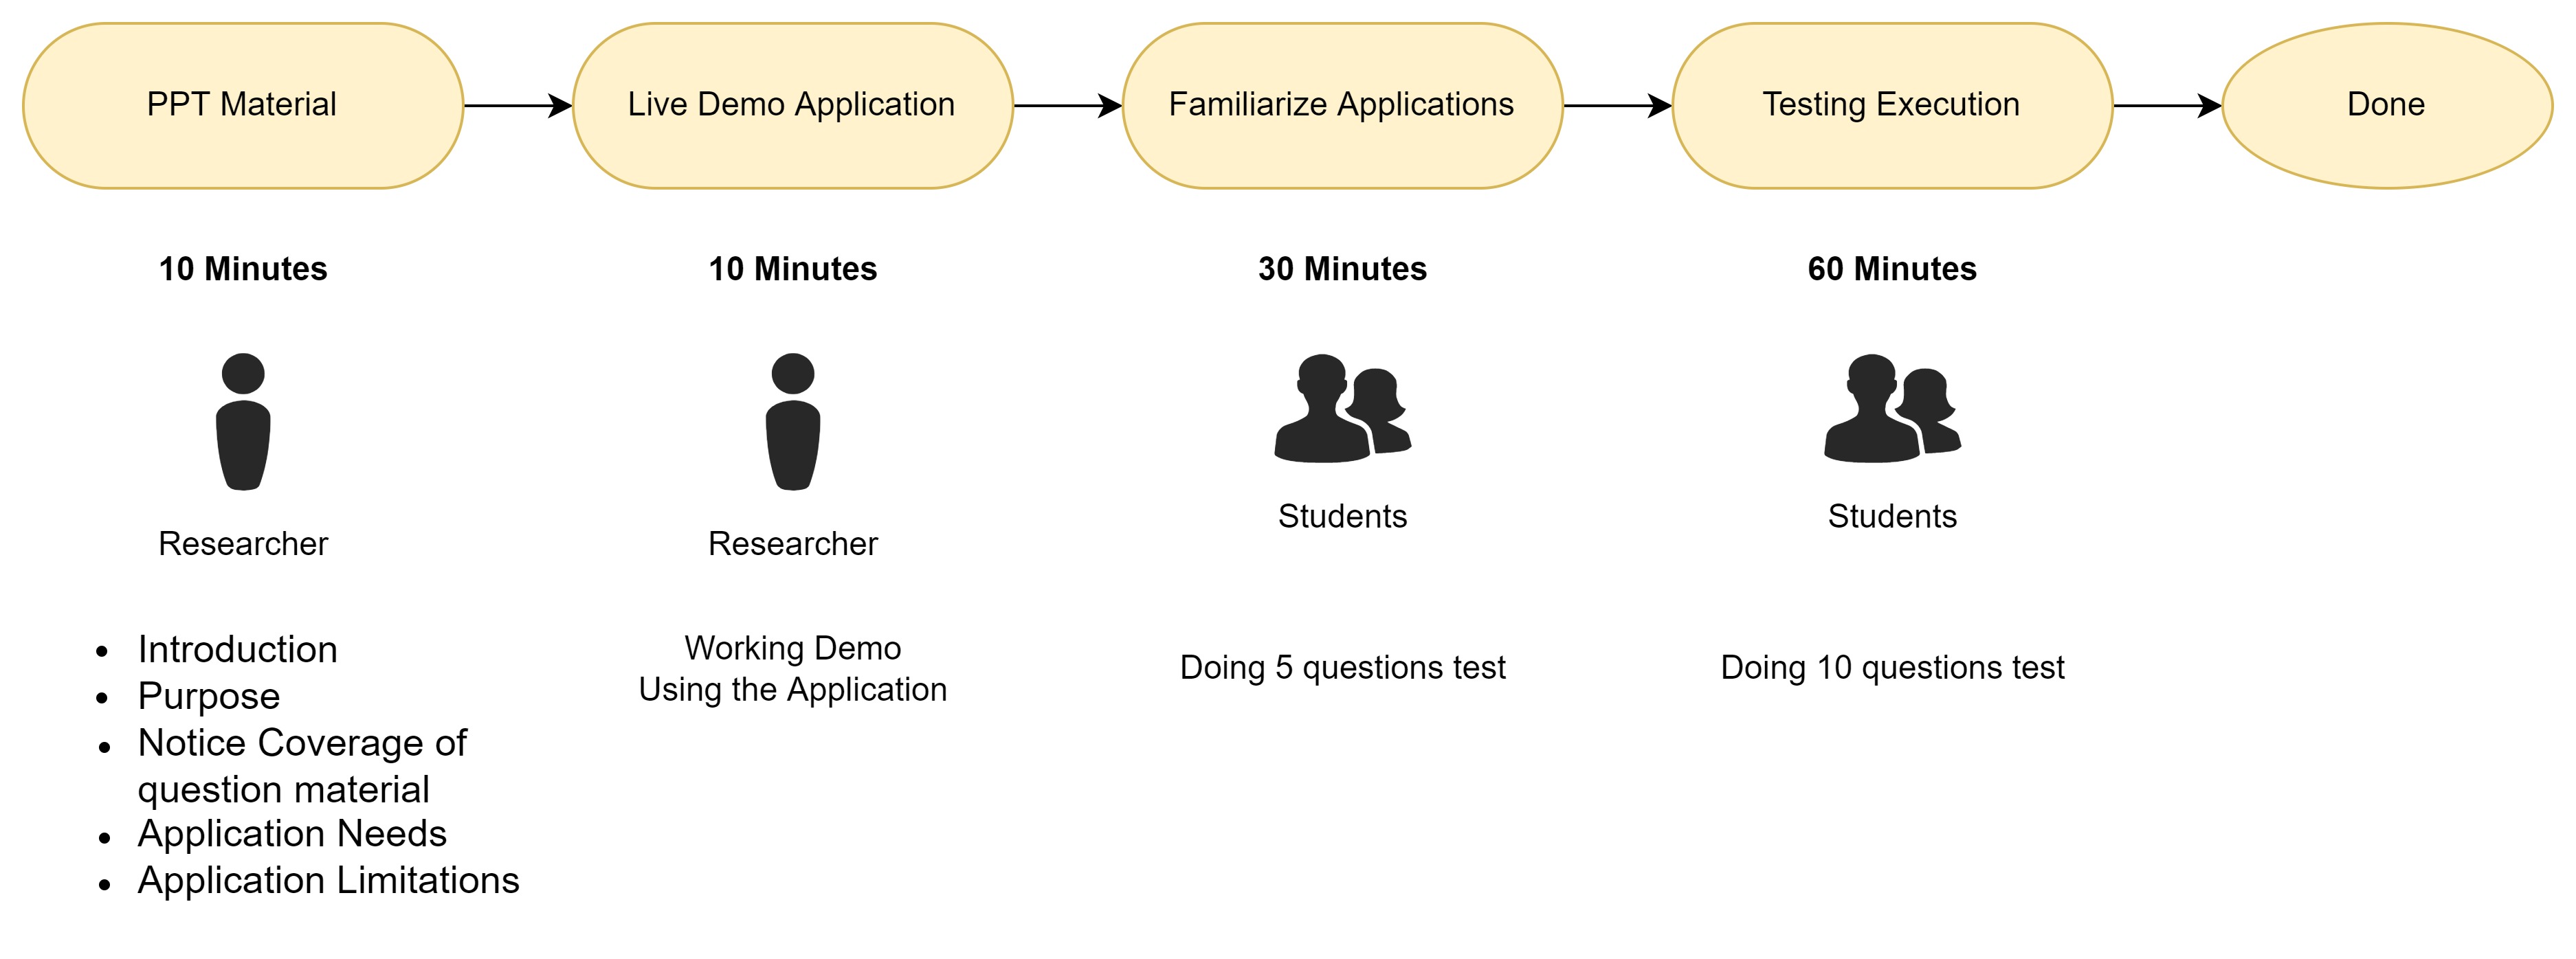 PPT Material
Live Demo Application
Familiarize Applications
Testing Execution
Done
10 Minutes
10 Minutes
30 Minutes
60 Minutes
Researcher
Researcher
Students
Students
• Introduction
• Purpose
• Notice Coverage of
question material
• Application Needs
• Application Limitations
Working Demo
Using the Application
Doing 5 questions test
Doing 10 questions test